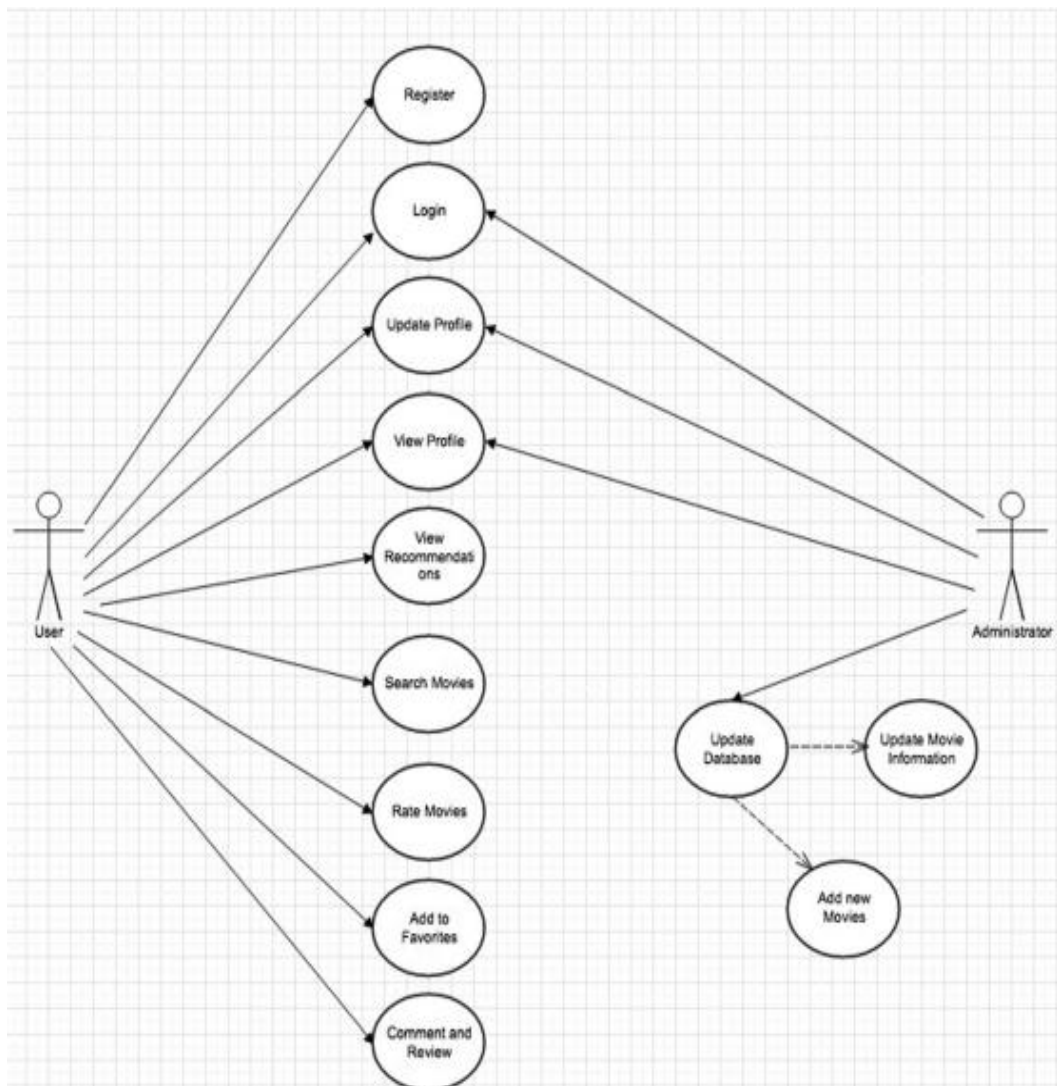 Register
Login
Update Profile
View Profile
View
Recommendati
ons
User
Administrator
Search Movies
Update
Database
Update Movie
Information
Rate Movies
Add new
Movies
Add to
Favorites
Comment and
Review